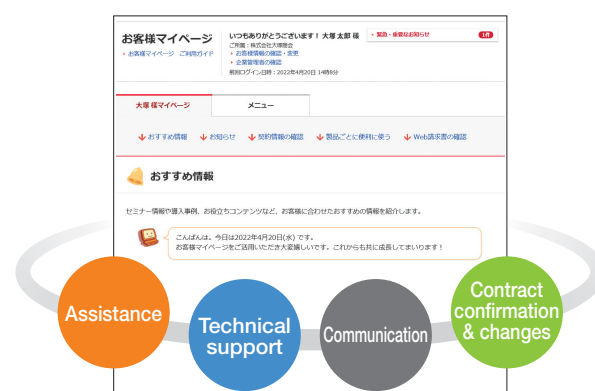 お客様マイページ
・お客様マイページ ご利用ガイド
いつもありがとうございます！大塚 太郎 様
ご所属：株式会社大塚商会
・お客様情報の確認・変更
・企業管理者の確認
前回ログイン日時：2022年4月20日 14時8分
・緊急・重要なお知らせ 1件
大塚 様マイページ メニュー
おすすめ情報 お知らせ 契約情報の確認 製品ごとに便利に使う Web請求書の確認
おすすめ情報
セミナー情報や導入事例、お役立ちコンテンツなど、お客様に合わせたおすすめの情報を紹介します。
こんばんは。今日は2022年4月20日(水) です。
お客様マイページをご活用いただき大変嬉しいです。これからも共に成長してまいります！
Assistance
Technical
support
Communication
Contract
confirmation
& changes